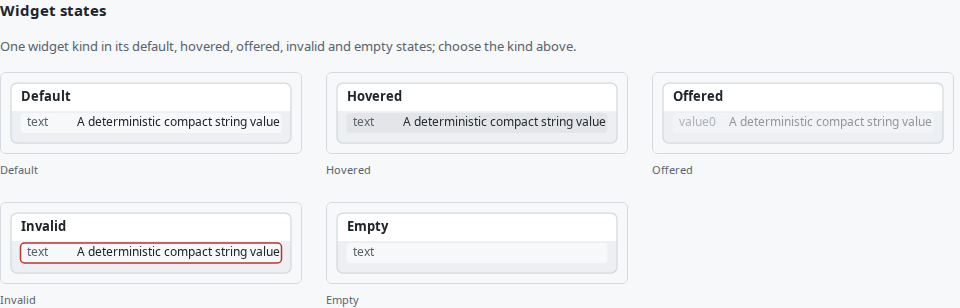 Widget states
One widget kind in its default, hovered, offered, invalid and empty states; choose the kind above.
Default
text A deterministic compact string value
Default
Hovered
text A deterministic compact string value
Hovered
Offered
value0 A deterministic compact string value
Offered
Invalid
text A deterministic compact string value
Invalid
Empty
text
Empty